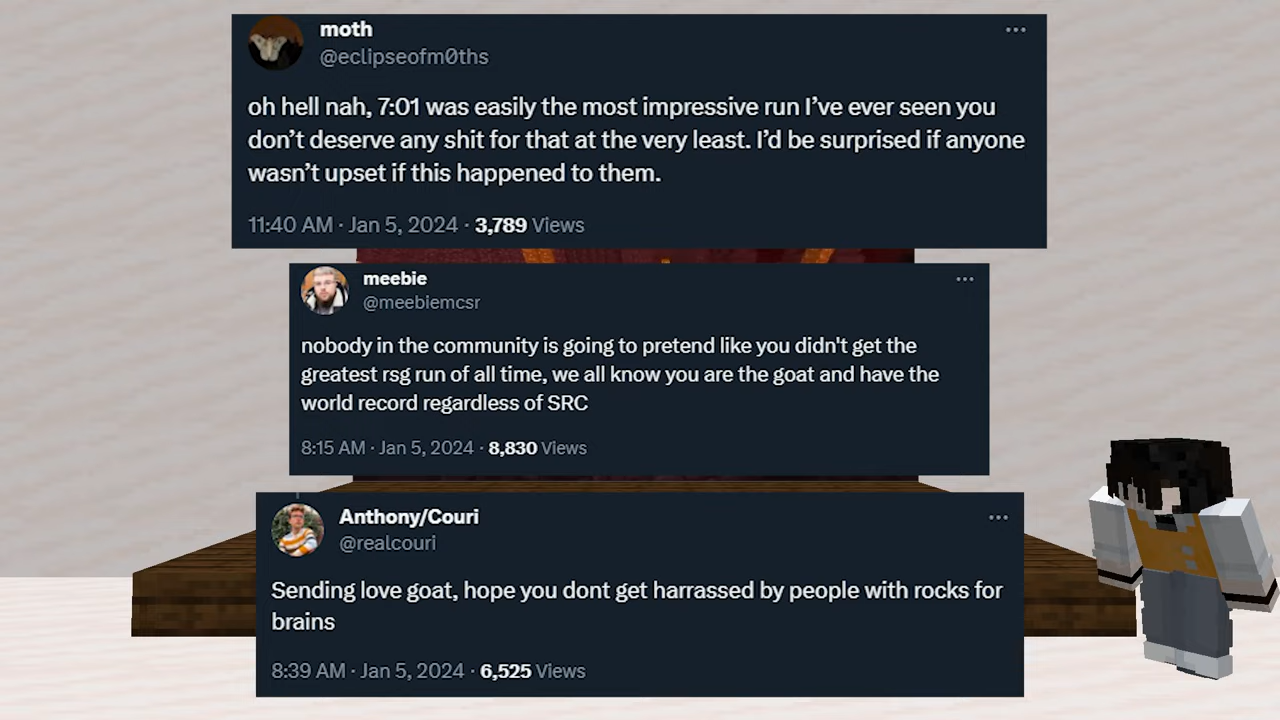 moth
@eclipseofm0ths
oh hell nah, 7:01 was easily the most impressive run I’ve ever seen you
don’t deserve any shit for that at the very least. I’d be surprised if anyone
wasn’t upset if this happened to them.
11:40 AM · Jan 5, 2024 · 3,789 Views
meebie
@meebiemcsr
nobody in the community is going to pretend like you didn't get the
greatest rsg run of all time, we all know you are the goat and have the
world record regardless of SRC
8:15 AM · Jan 5, 2024 · 8,830 Views
Anthony/Couri
@realcouri
Sending love goat, hope you dont get harrassed by people with rocks for
brains
8:39 AM · Jan 5, 2024 · 6,525 Views